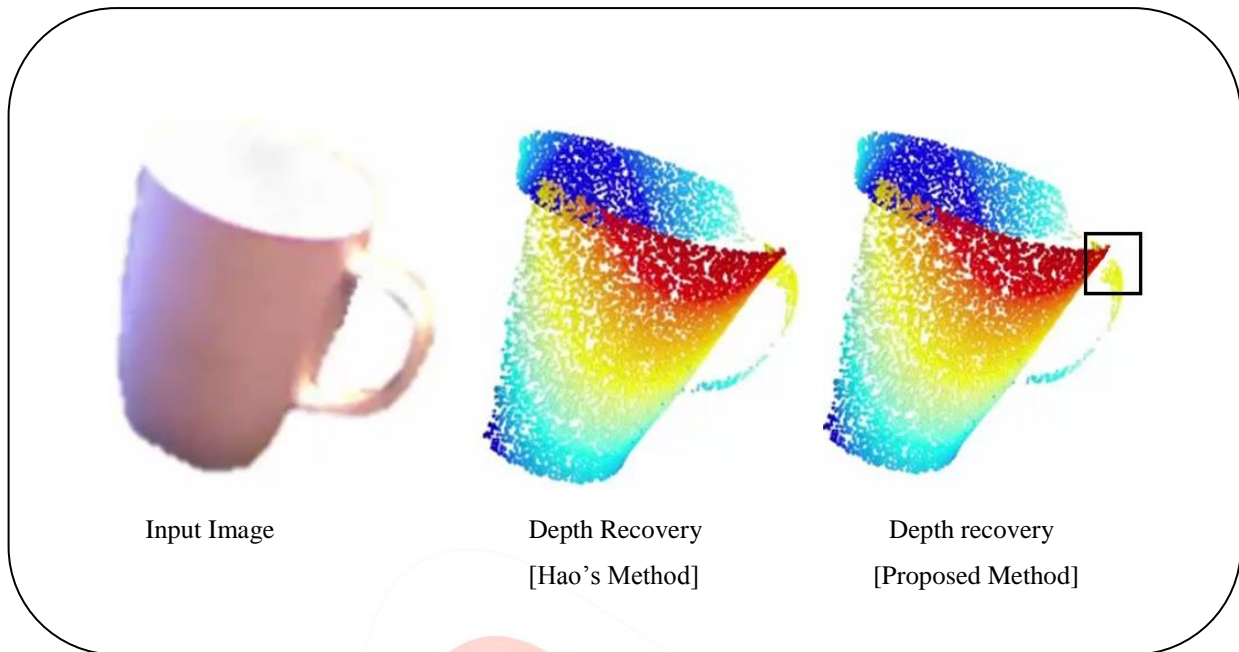 Input Image
Depth Recovery
Depth recovery
[Hao's Method]
[Proposed Method]